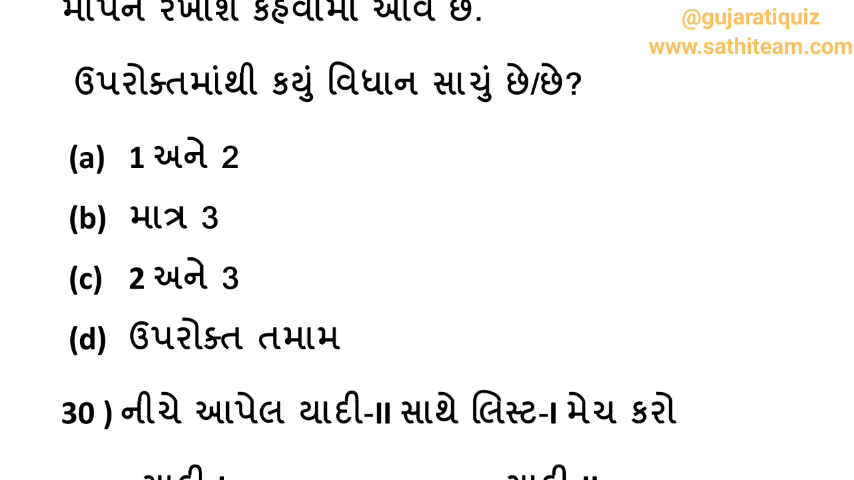 માપને રેખાંશ કહેવામાં આવે છે.
@gujaratiquiz
www.sathiteam.com
ઉપરોક્તમાંથી કયું વિધાન સાચું છે/છે?
(a) 1 અને 2
(b) માત્ર 3
(c) 2 અને 3
(d) ઉપરોક્ત તમામ
30 ) નીચે આપેલ યાદી-II સાથે લિસ્ટ-I મેચ કરો